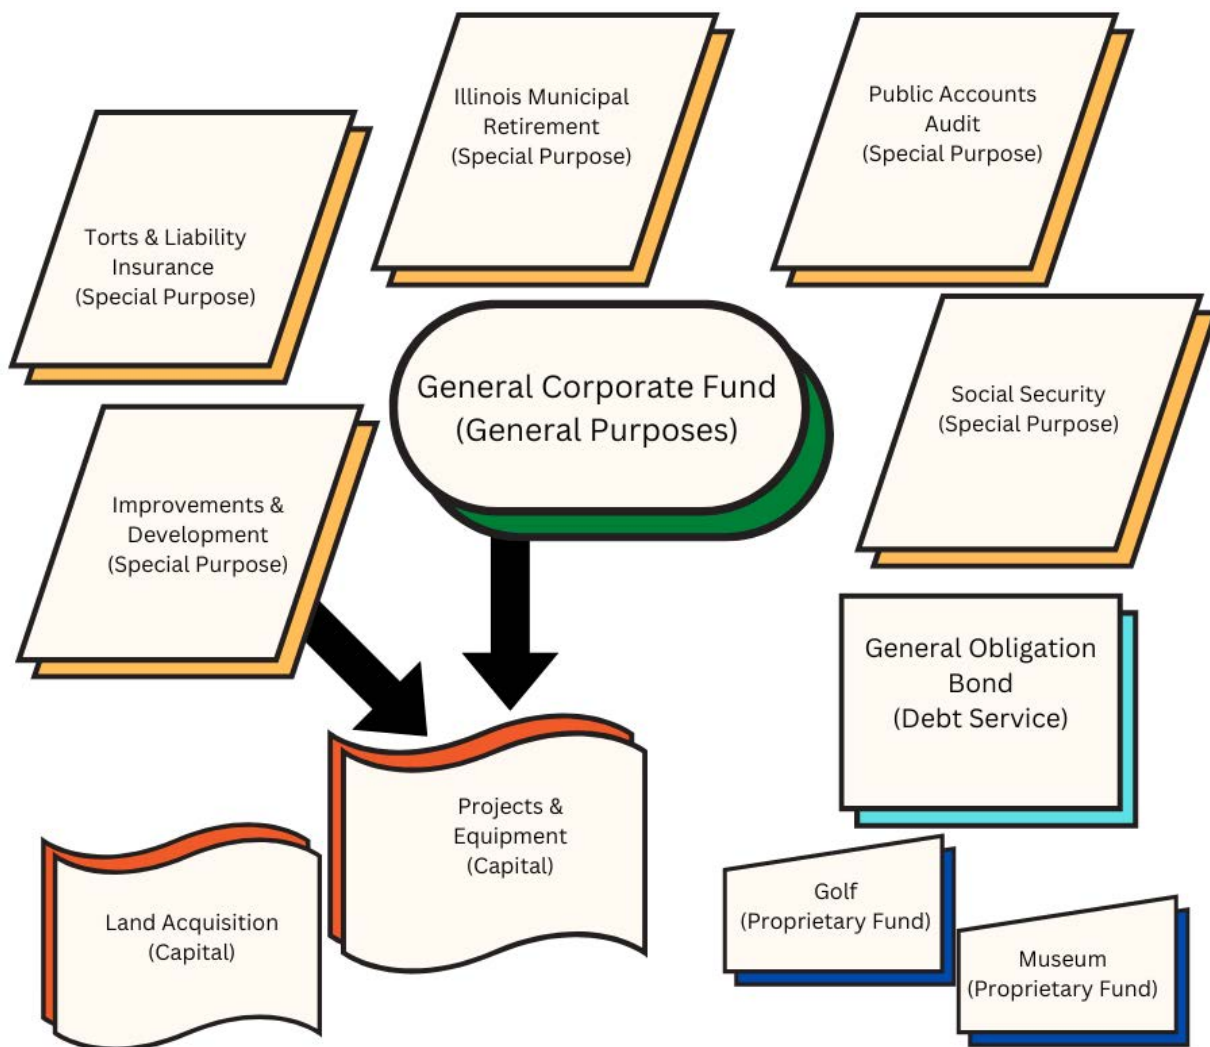 Illinois Municipal
Retirement
(Special Purpose)
Public Accounts
Audit
(Special Purpose)
Torts & Liability
Insurance
(Special Purpose)
General Corporate Fund
(General Purposes)
Social Security
(Special Purpose)
Improvements &
Development
(Special Purpose)
General Obligation
Bond
(Debt Service)
Projects &
Equipment
(Capital)
Land Acquisition
(Capital)
Golf
(Proprietary Fund)
Museum
(Proprietary Fund)